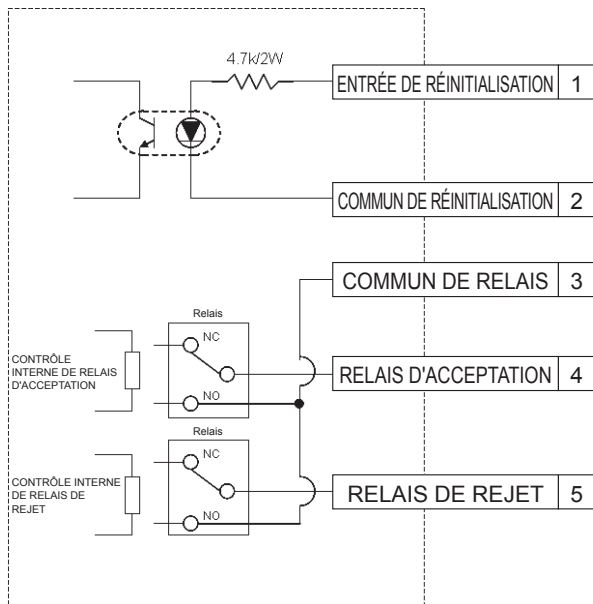 4.7k/2W
ENTRÉE DE RÉINITIALISATION 1
COMMUN DE RÉINITIALISATION 2
COMMUN DE RELAIS 3
Relais
NC
CONTRÔLE
INTERNE DE RELAIS
D'ACCEPTATION
RELAIS D'ACCEPTATION 4
NO
Relais
NC
CONTRÔLE INTERNE
DE RELAIS DE
REJET
RELAIS DE REJET 5
NO